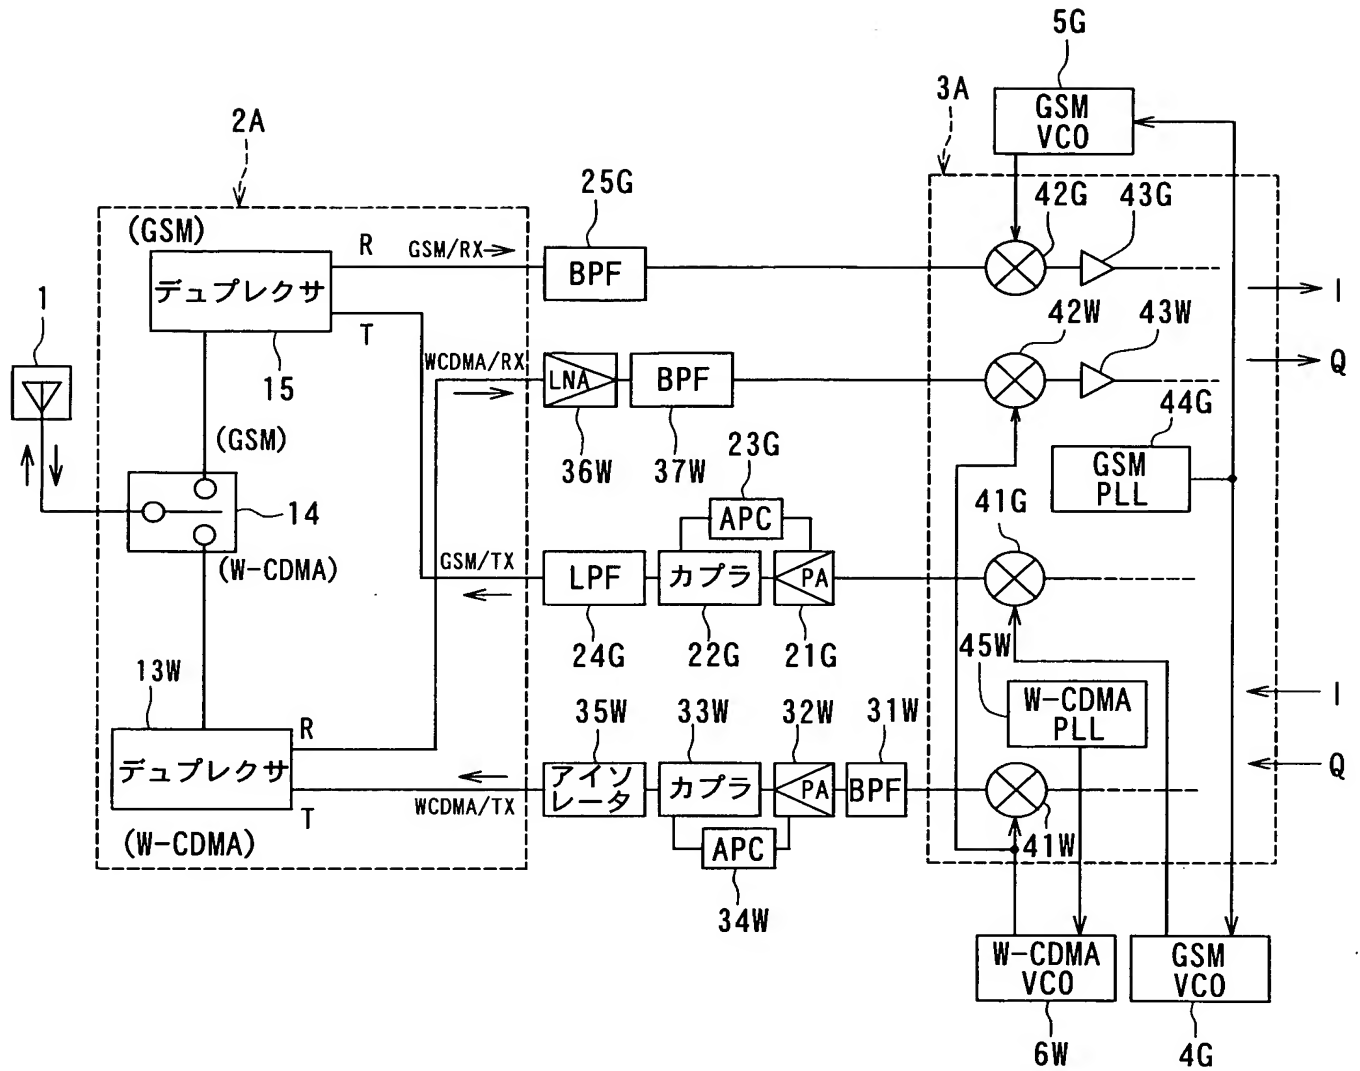 5G
GSM
VCO
3A
2A
25G
42G
43G
(GSM)
R
GSM/RX
BPF
デュプレクサ
T
I
1
15
WCDMA/RX
LNA
BPF
42W
43W
Q
(GSM)
36W
37W
23G
44G
GSM
PLL
14
APC
41G
(W-CDMA)
GSM/TX
LPF
カプラ
PA
24G
22G
21G
45W
13W
35W
33W
32W
31W
W-CDMA
PLL
I
R
デュプレクサ
アイソ
レータ
カプラ
PA
BPF
Q
T
WCDMA/TX
(W-CDMA)
APC
41W
34W
W-CDMA
VCO
GSM
VCO
6W
4G